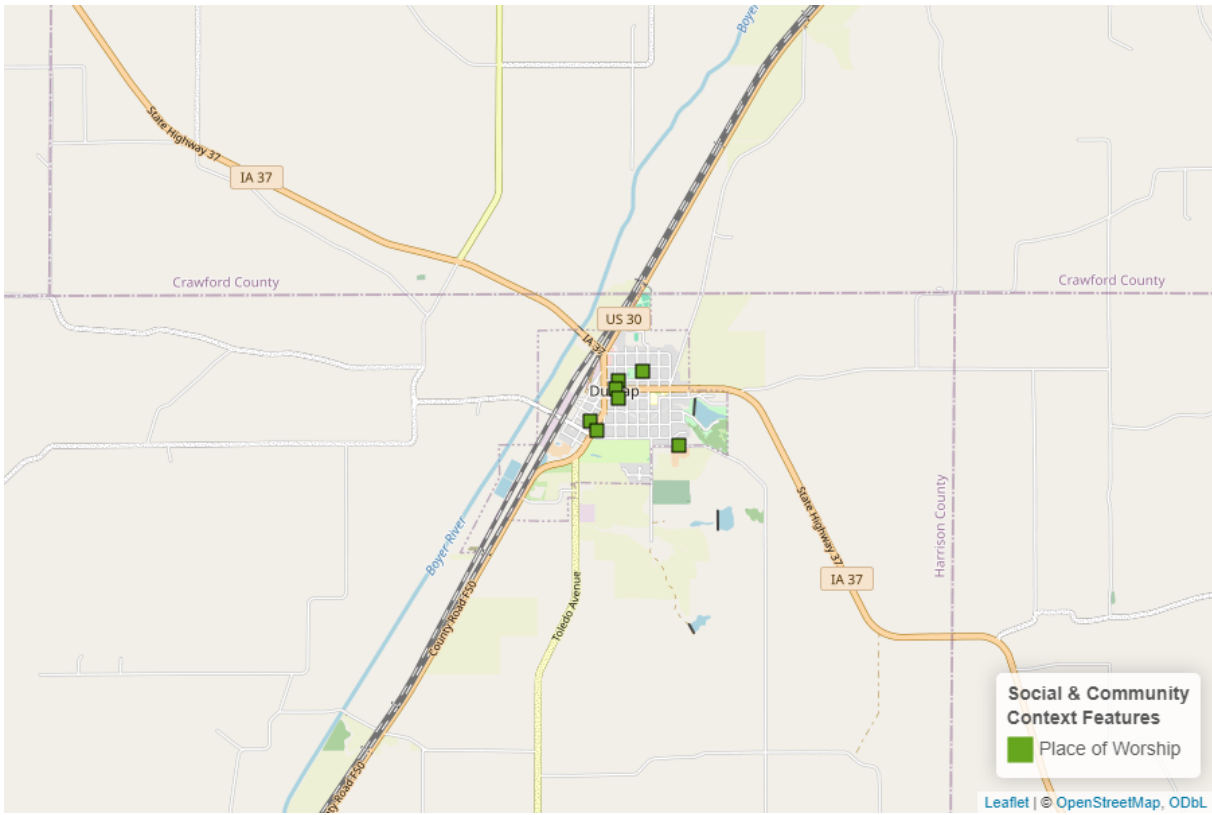 Boyer
State Highway 37
IA 37
Crawford County
Crawford County
US 30
IA 37
State Highway 37
Harrison County
Boyer River
IA 37
County Road F50
Toledo Avenue
Social & Community
Context Features
Place of Worship
Leaflet | © OpenStreetMap, ODbL